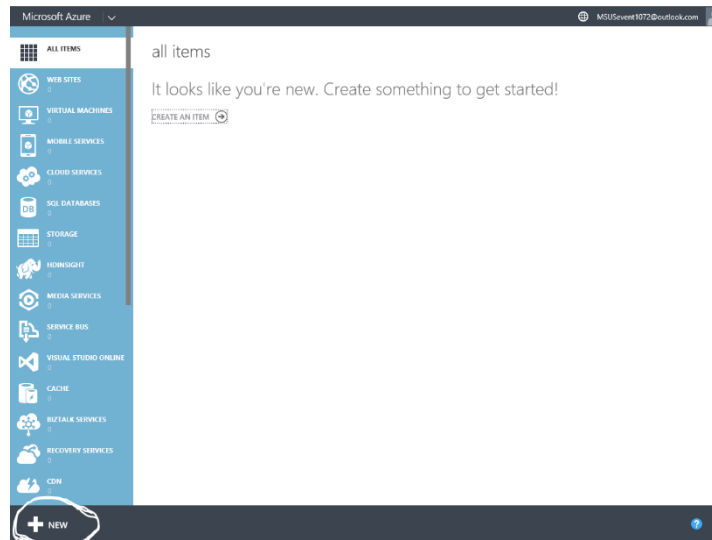 Microsoft Azure
MSUSevent1072@outlook.com
ALL ITEMS
WEB SITES
0
VIRTUAL MACHINES
0
MOBILE SERVICES
0
CLOUD SERVICES
0
SQL DATABASES
0
DB
STORAGE
0
HDINSIGHT
0
MEDIA SERVICES
0
SERVICE BUS
0
VISUAL STUDIO ONLINE
0
CACHE
0
BIZTALK SERVICES
0
RECOVERY SERVICES
0
CDN
0
all items
It looks like you're new. Create something to get started!
CREATE AN ITEM
NEW
?